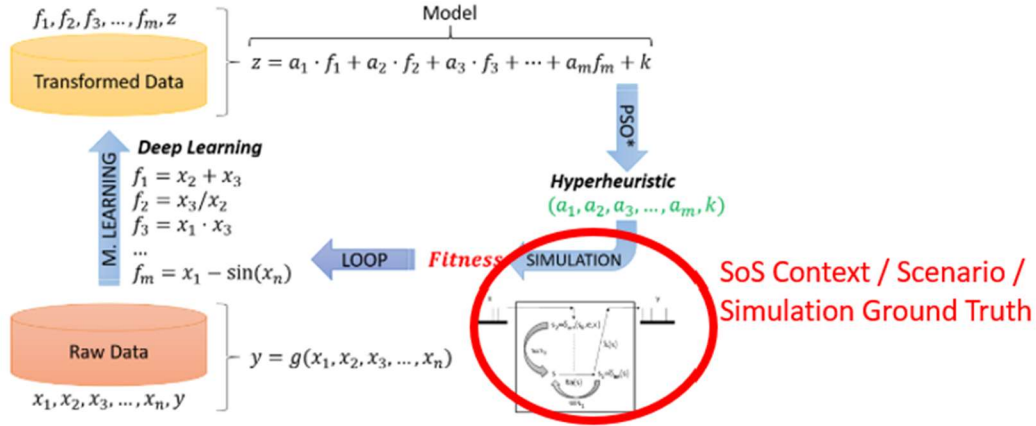 f₁, f₂, f₃, …, fₘ, z
Transformed Data
Model
z = a₁ · f₁ + a₂ · f₂ + a₃ · f₃ + ⋯ + aₘfₘ + k
PSO*
Hyperheuristic
(a₁, a₂, a₃, …, aₘ, k)
M. LEARNING
Deep Learning
f₁ = x₂ + x₃
f₂ = x₃/x₂
f₃ = x₁ · x₃
...
fₘ = x₁ − sin(xₙ)
LOOP
Fitness
SIMULATION
SoS Context / Scenario /
Simulation Ground Truth
Raw Data
y = g(x₁, x₂, x₃, …, xₙ)
x₁, x₂, x₃, …, xₙ, y
x
y
λ(s)
s
ta(s)